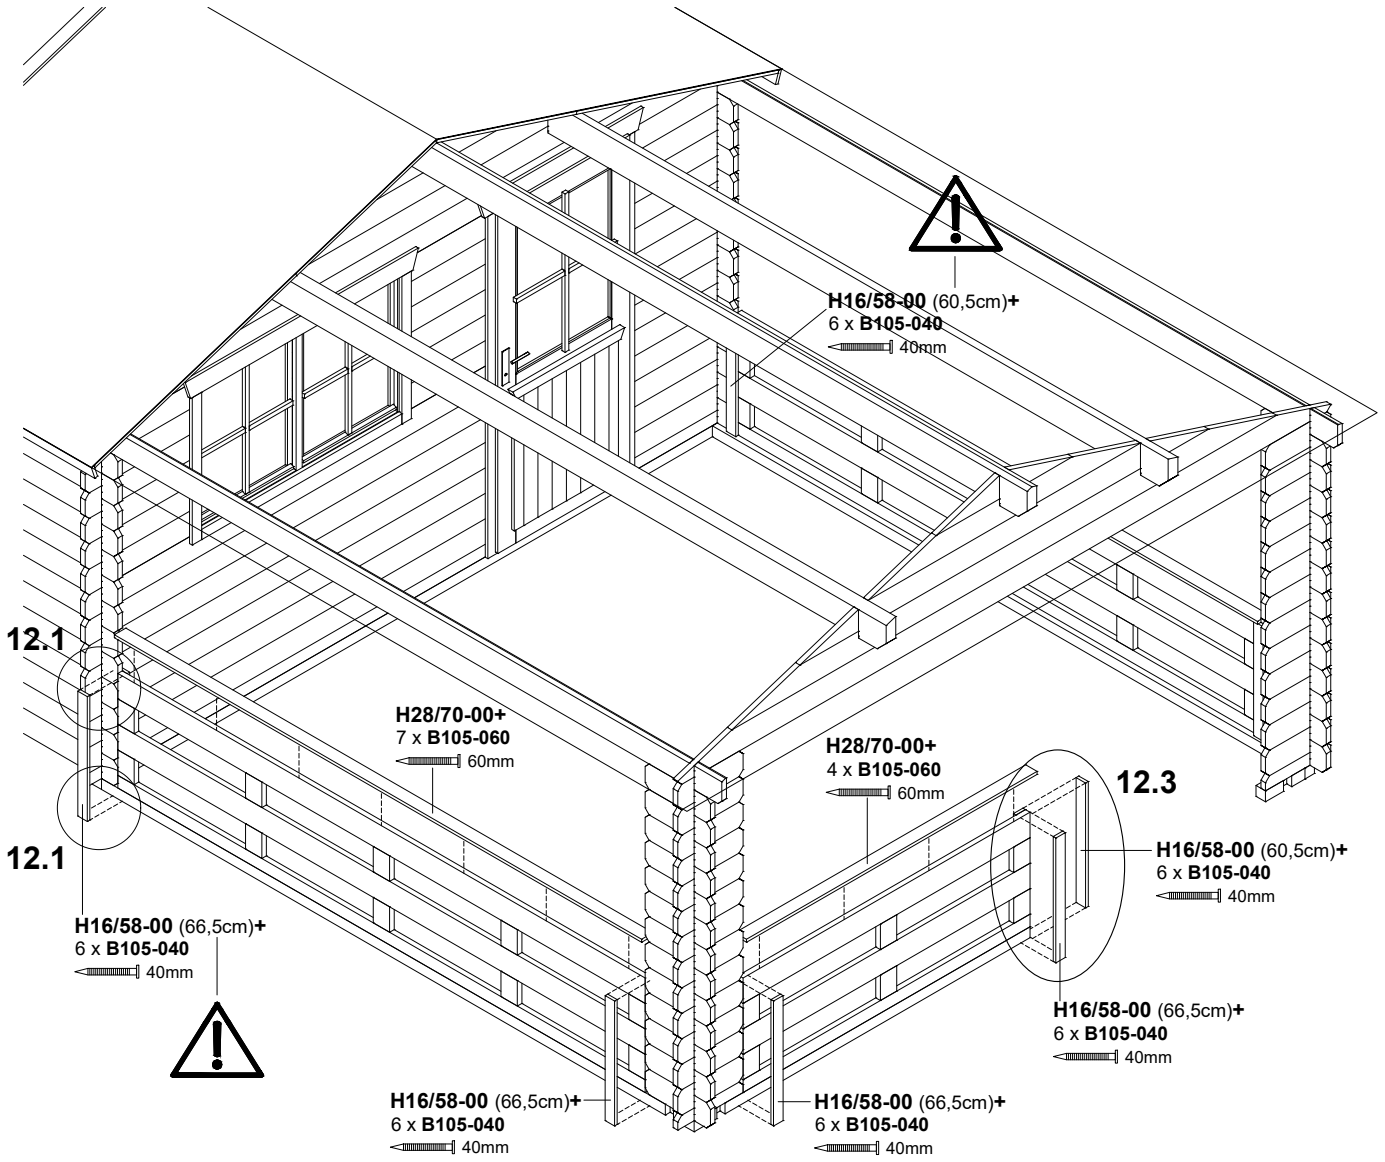 H16/58-00 (60,5cm)+
6 x B105-040
40mm
12.1
H28/70-00+
7 x B105-060
60mm
H28/70-00+
4 x B105-060
60mm
12.3
12.1
H16/58-00 (60,5cm)+
6 x B105-040
40mm
H16/58-00 (66,5cm)+
6 x B105-040
40mm
H16/58-00 (66,5cm)+
6 x B105-040
40mm
H16/58-00 (66,5cm)+
6 x B105-040
40mm
H16/58-00 (66,5cm)+
6 x B105-040
40mm